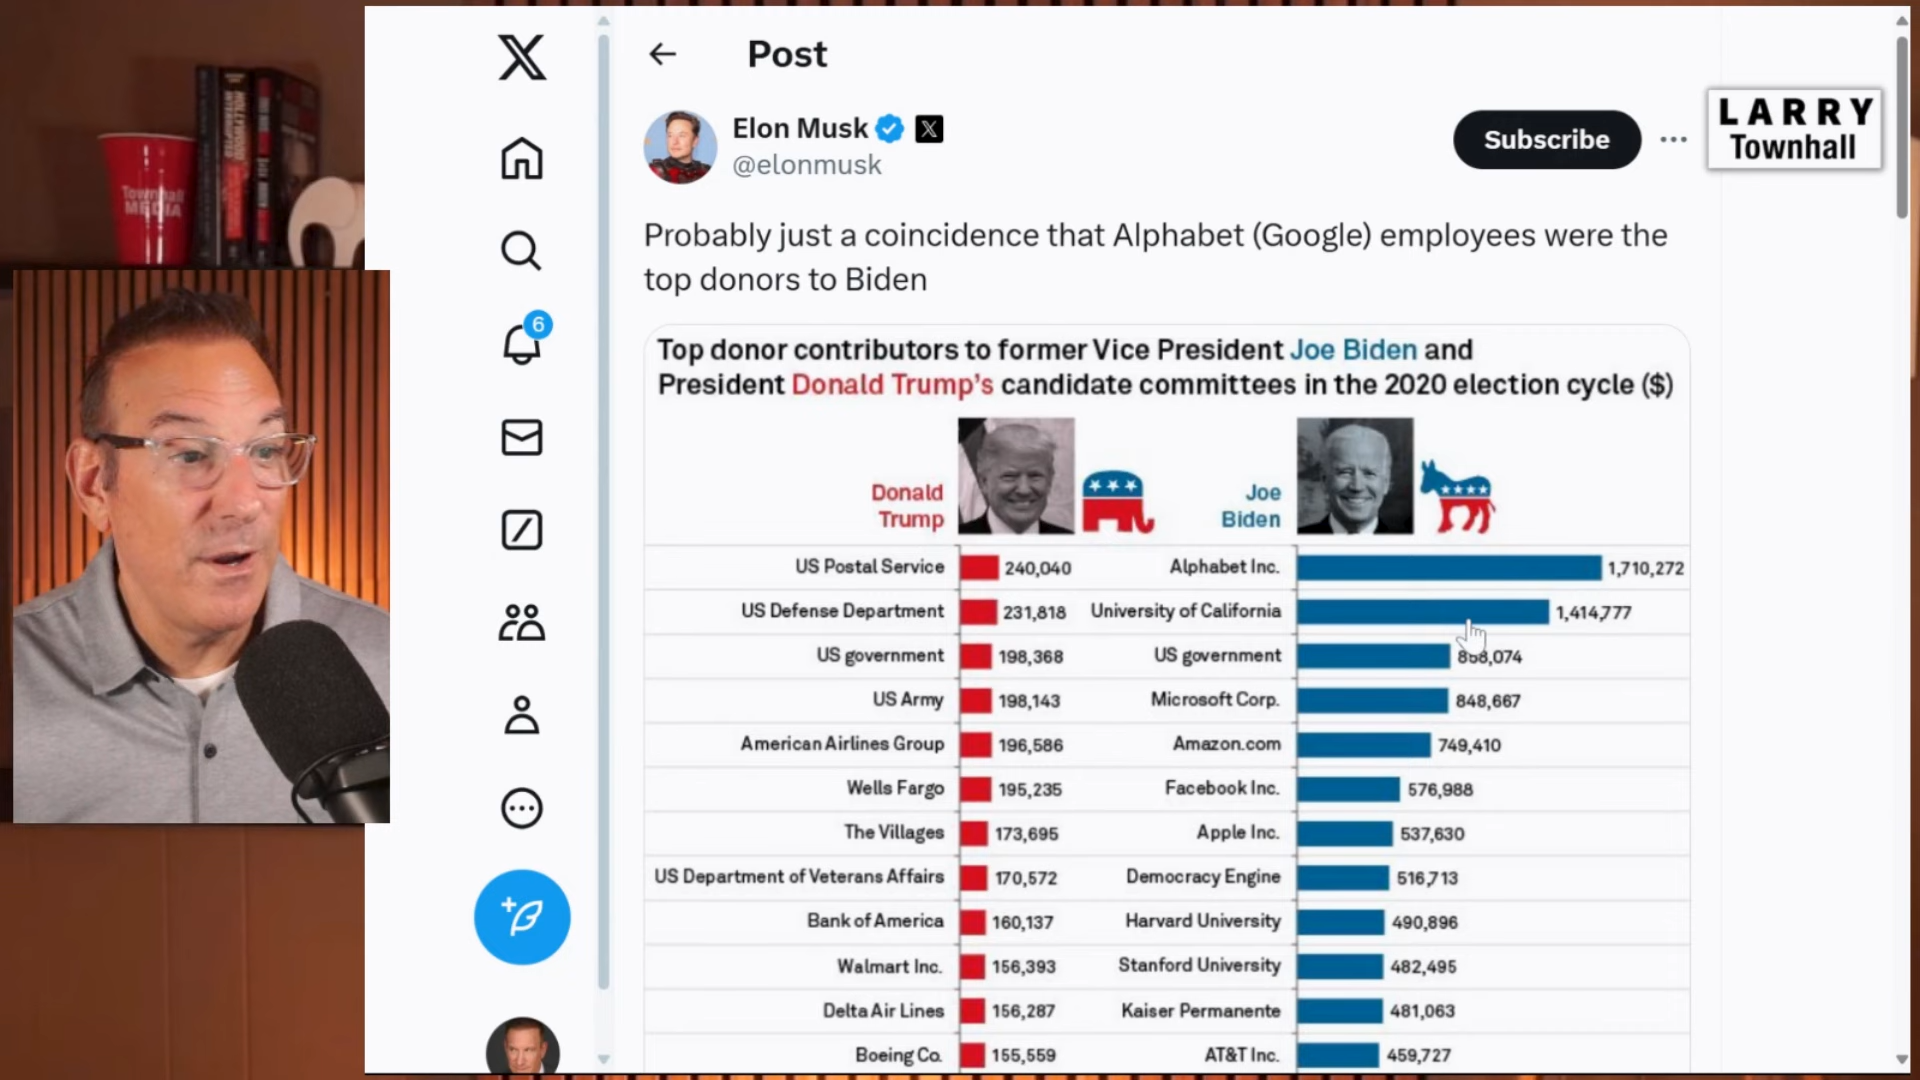 Post
LARRY
Townhall
Elon Musk
@elonmusk
Subscribe
Probably just a coincidence that Alphabet (Google) employees were the
top donors to Biden
6
Top donor contributors to former Vice President Joe Biden and
President Donald Trump's candidate committees in the 2020 election cycle ($)
Donald
Trump
Joe
Biden
US Postal Service 240,040 Alphabet Inc. 1,710,272
US Defense Department 231,818 University of California 1,414,777
US government 198,368 US government 858,074
US Army 198,143 Microsoft Corp. 848,667
American Airlines Group 196,586 Amazon.com 749,410
Wells Fargo 195,235 Facebook Inc. 576,988
The Villages 173,695 Apple Inc. 537,630
US Department of Veterans Affairs 170,572 Democracy Engine 516,713
Bank of America 160,137 Harvard University 490,896
Walmart Inc. 156,393 Stanford University 482,495
Delta Air Lines 156,287 Kaiser Permanente 481,063
Boeing Co. 155,559 AT&T Inc. 459,727
Townhall
MEDIA